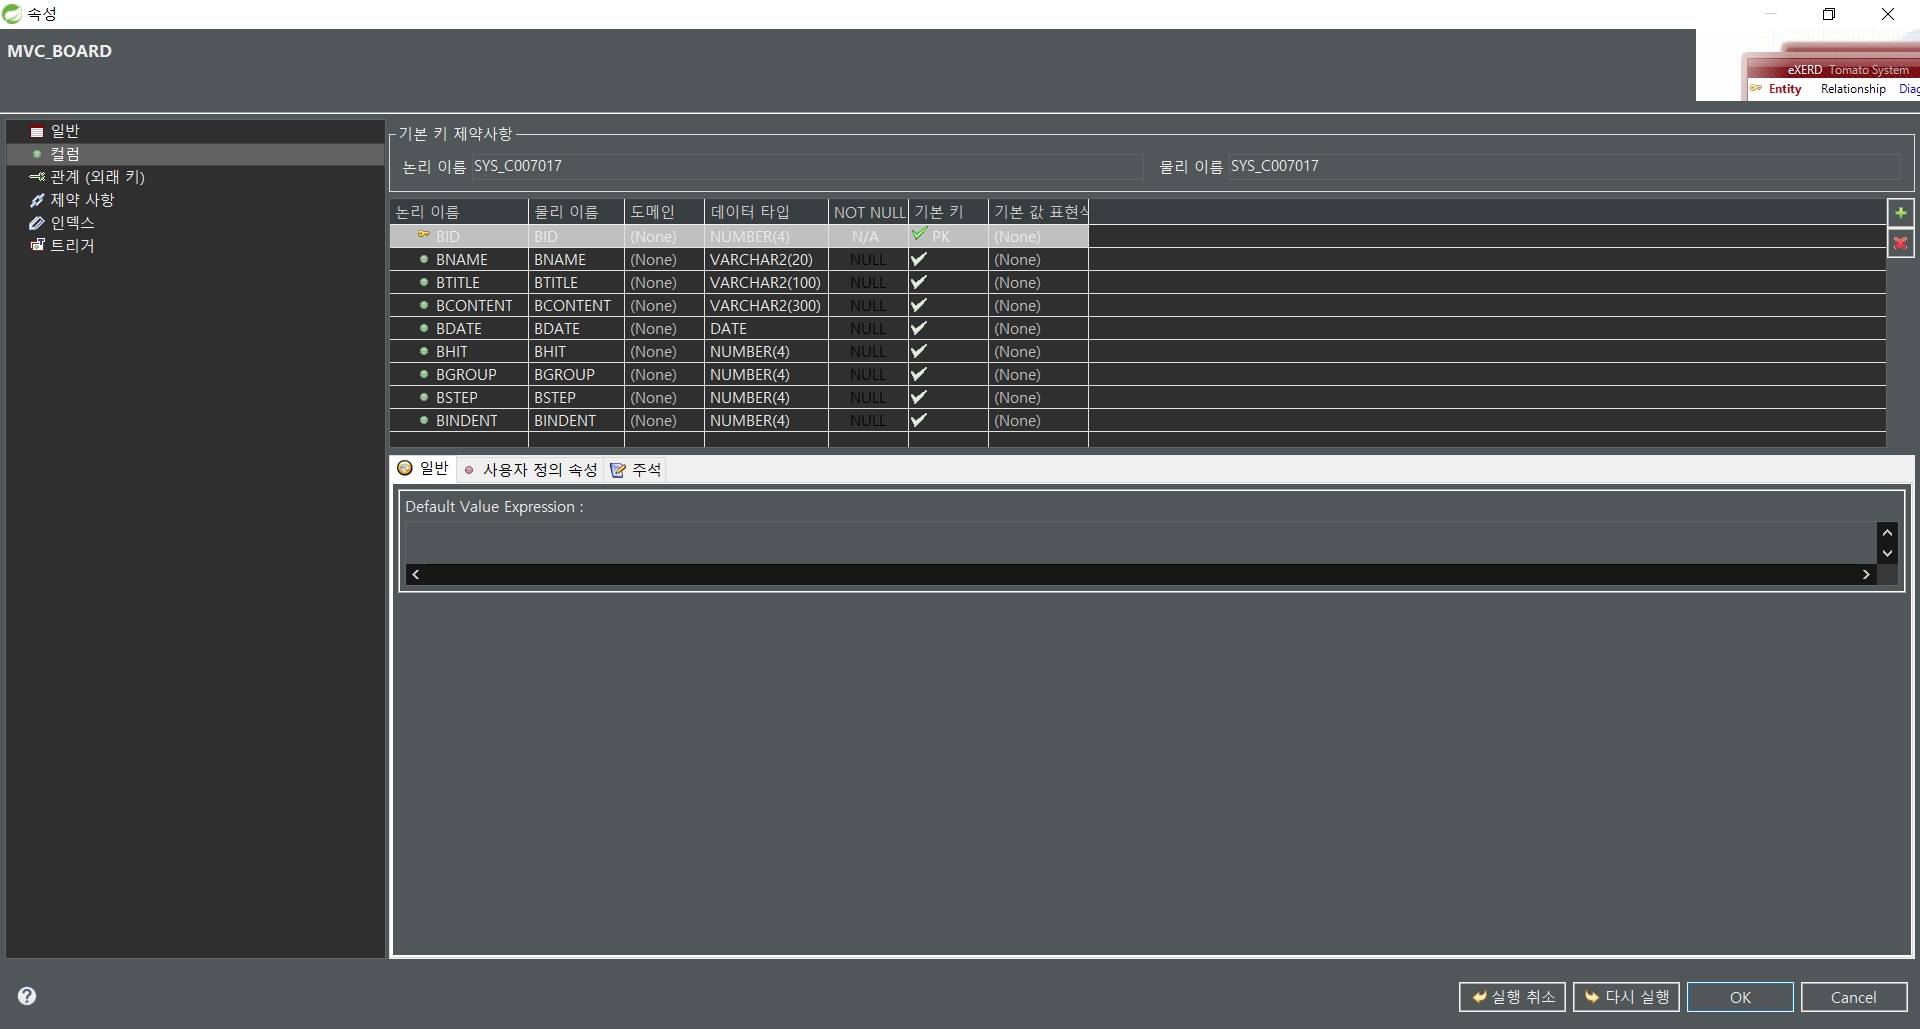 속성
MVC_BOARD
eXERD Tomato System
Entity Relationship
일반
컬럼
관계 (외래 키)
제약 사항
인덱스
트리거
기본 키 제약사항
논리 이름 SYS_C007017 물리 이름 SYS_C007017
논리 이름 물리 이름 도메인 데이터 타입 NOT NULL 기본 키 기본 값 표현식
BID BID (None) NUMBER(4) N/A PK (None)
BNAME BNAME (None) VARCHAR2(20) NULL (None)
BTITLE BTITLE (None) VARCHAR2(100) NULL (None)
BCONTENT BCONTENT (None) VARCHAR2(300) NULL (None)
BDATE BDATE (None) DATE NULL (None)
BHIT BHIT (None) NUMBER(4) NULL (None)
BGROUP BGROUP (None) NUMBER(4) NULL (None)
BSTEP BSTEP (None) NUMBER(4) NULL (None)
BINDENT BINDENT (None) NUMBER(4) NULL (None)
일반 사용자 정의 속성 주석
Default Value Expression :
실행 취소 다시 실행 OK Cancel